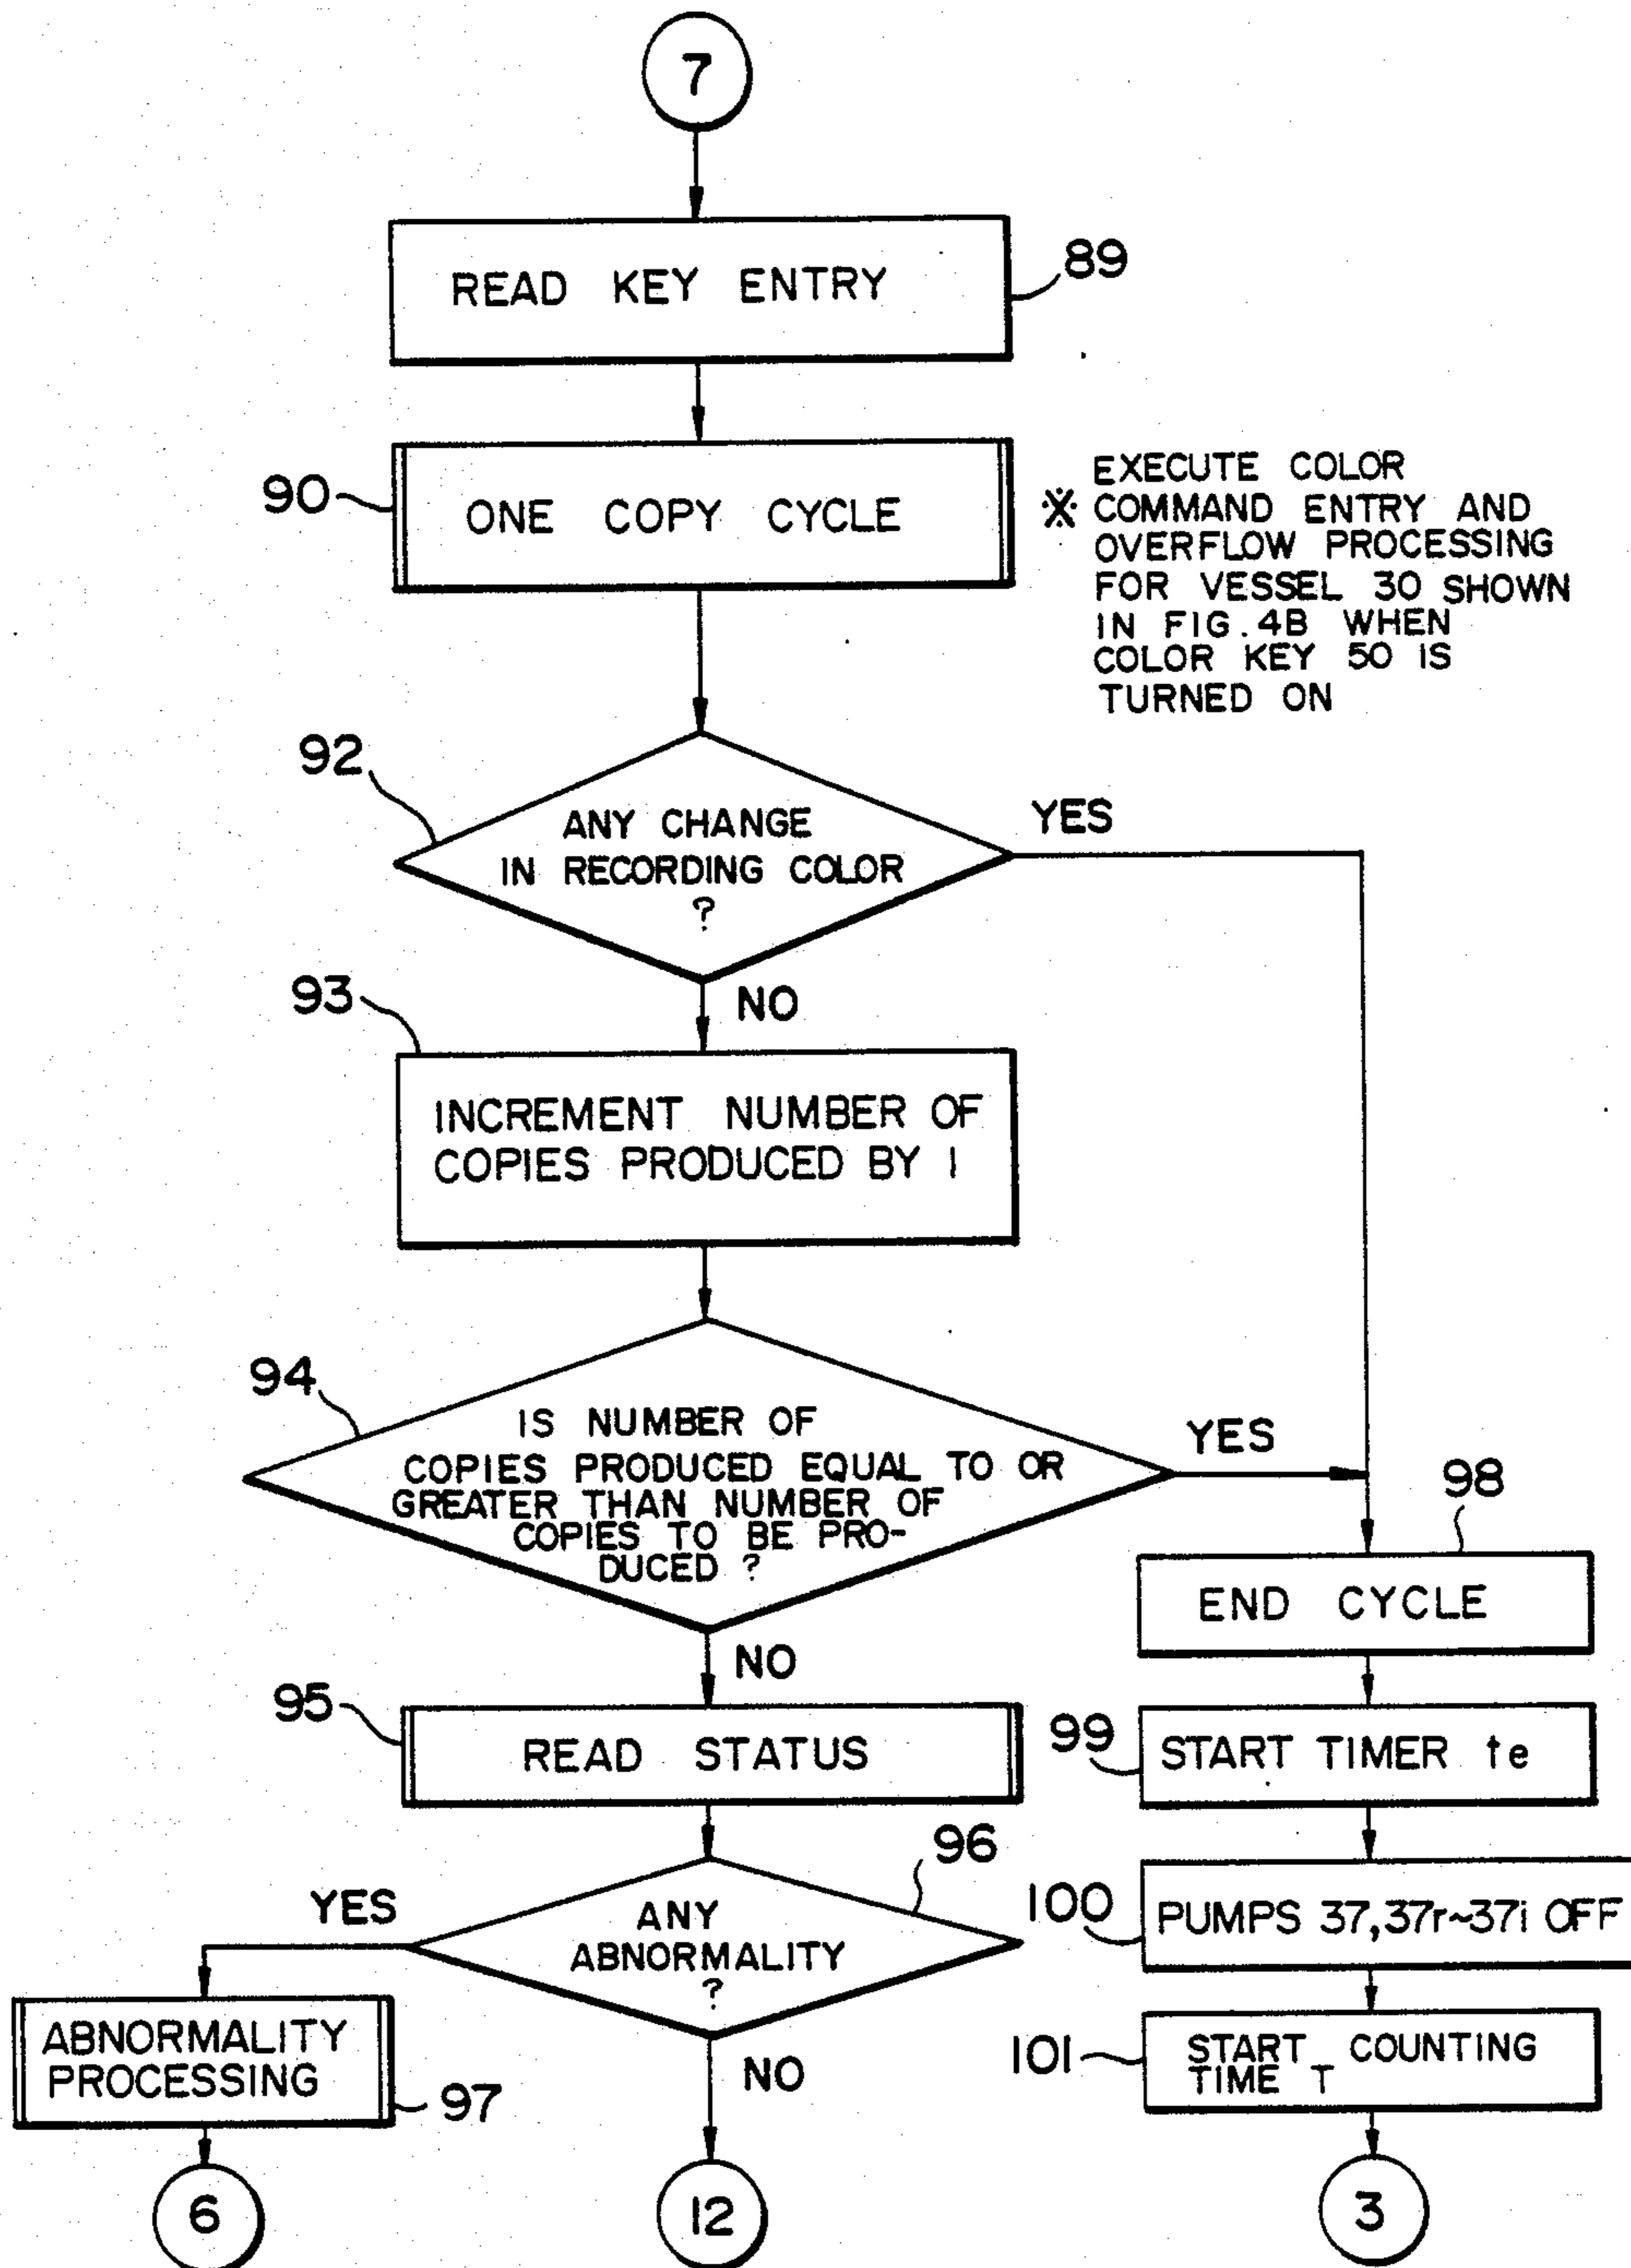 7
READ KEY ENTRY
89
90
ONE COPY CYCLE
※
EXECUTE COLOR
COMMAND ENTRY AND
OVERFLOW PROCESSING
FOR VESSEL 30 SHOWN
IN FIG.4B WHEN
COLOR KEY 50 IS
TURNED ON
92
ANY CHANGE
IN RECORDING COLOR
?
YES
NO
93
INCREMENT NUMBER OF
COPIES PRODUCED BY 1
94
IS NUMBER OF
COPIES PRODUCED EQUAL TO OR
GREATER THAN NUMBER OF
COPIES TO BE PRO-
DUCED ?
YES
NO
98
END CYCLE
95
READ STATUS
99
START TIMER te
96
ANY
ABNORMALITY
?
YES
NO
100
PUMPS 37,37r~37i OFF
97
ABNORMALITY
PROCESSING
101
START COUNTING
TIME T
6
12
3